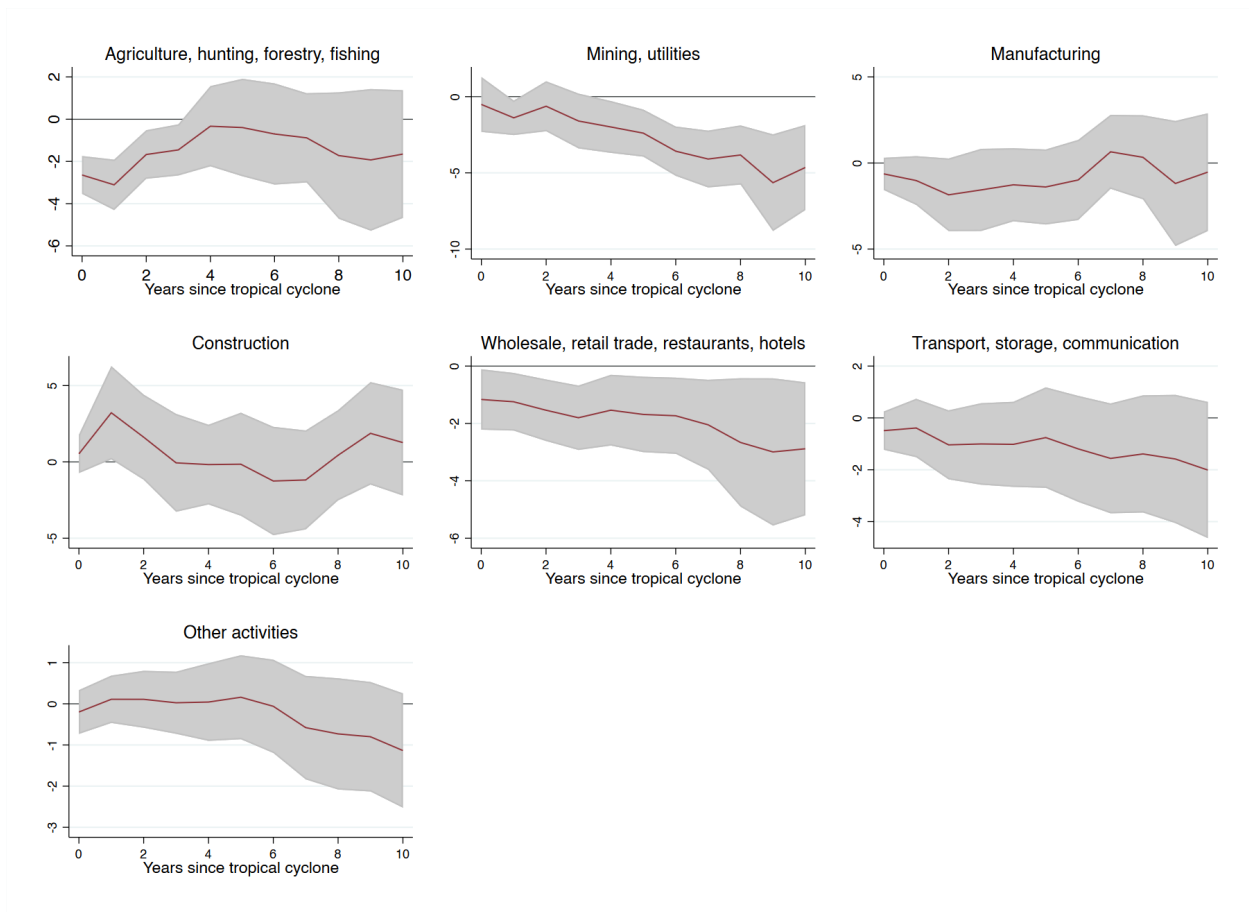 Agriculture, hunting, forestry, fishing
2
0
-2
-4
-6
0 2 4 6 8 10
Years since tropical cyclone
Mining, utilities
0
-5
-10
0 2 4 6 8 10
Years since tropical cyclone
Manufacturing
5
0
-5
0 2 4 6 8 10
Years since tropical cyclone
Construction
5
0
-5
0 2 4 6 8 10
Years since tropical cyclone
Wholesale, retail trade, restaurants, hotels
0
-2
-4
-6
0 2 4 6 8 10
Years since tropical cyclone
Transport, storage, communication
2
0
-2
-4
0 2 4 6 8 10
Years since tropical cyclone
Other activities
1
0
-1
-2
-3
0 2 4 6 8 10
Years since tropical cyclone